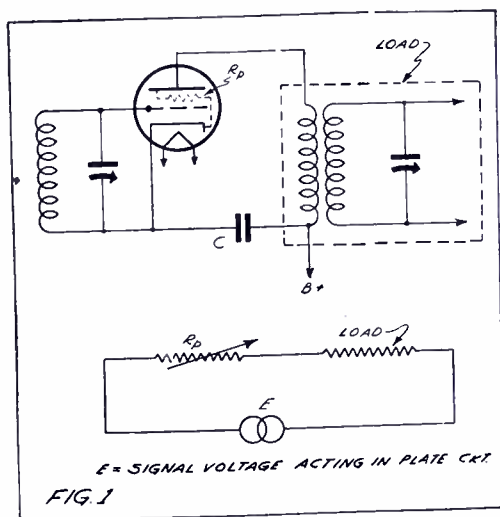 LOAD
Rp
C
B+
Rp
LOAD
E
E = SIGNAL VOLTAGE ACTING IN PLATE CKT.
FIG. 1